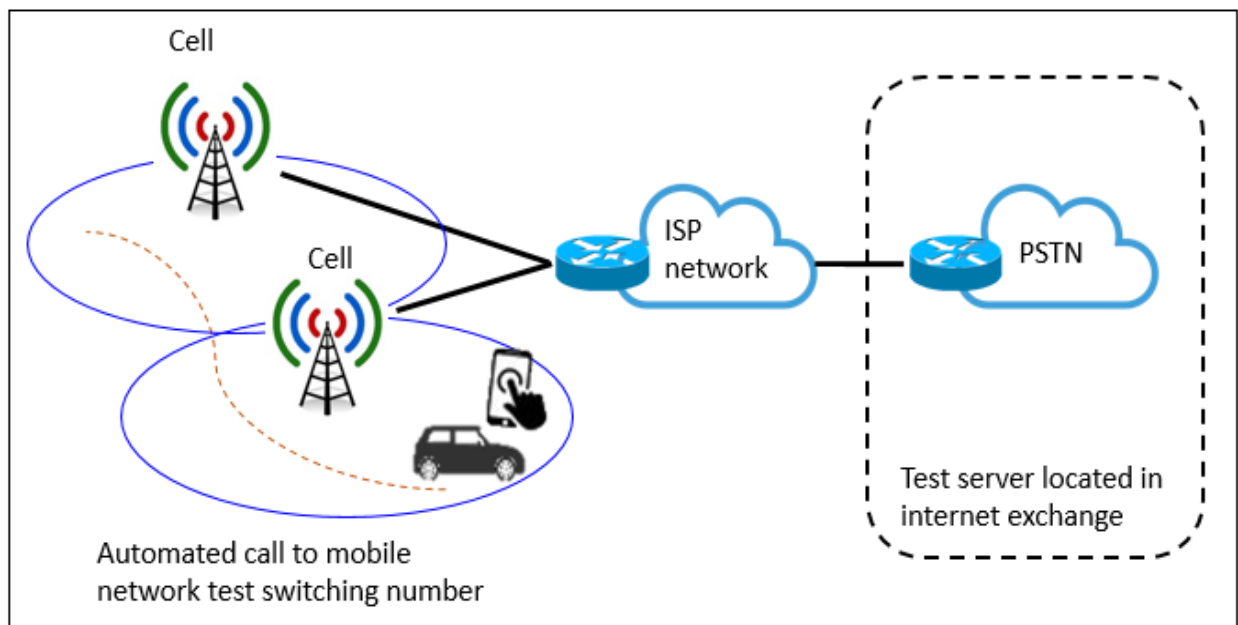 Cell
Cell
ISP
network
PSTN
Test server located in
internet exchange
Automated call to mobile
network test switching number